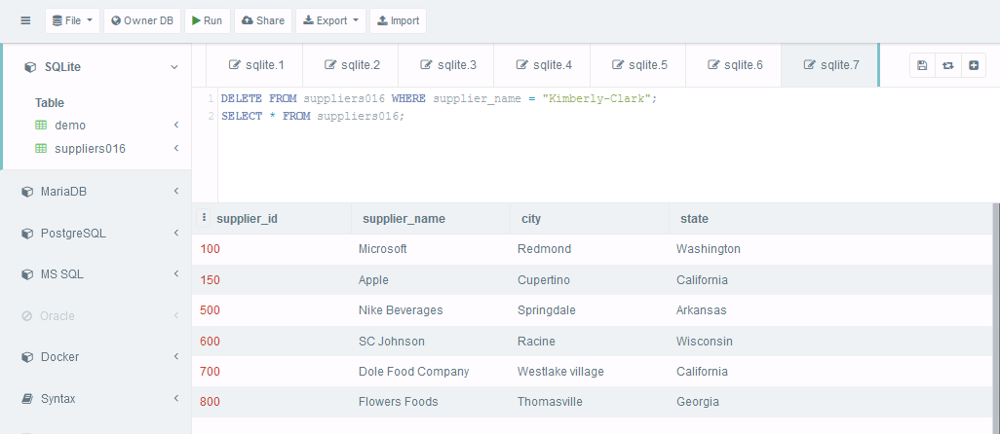 File Owner DB Run Share Export Import
SQLite
Table
demo
suppliers016
MariaDB
PostgreSQL
MS SQL
Oracle
Docker
Syntax
sqlite.1 sqlite.2 sqlite.3 sqlite.4 sqlite.5 sqlite.6 sqlite.7
1 DELETE FROM suppliers016 WHERE supplier_name = "Kimberly-Clark";
2 SELECT * FROM suppliers016;
supplier_id supplier_name city state
100 Microsoft Redmond Washington
150 Apple Cupertino California
500 Nike Beverages Springdale Arkansas
600 SC Johnson Racine Wisconsin
700 Dole Food Company Westlake village California
800 Flowers Foods Thomasville Georgia